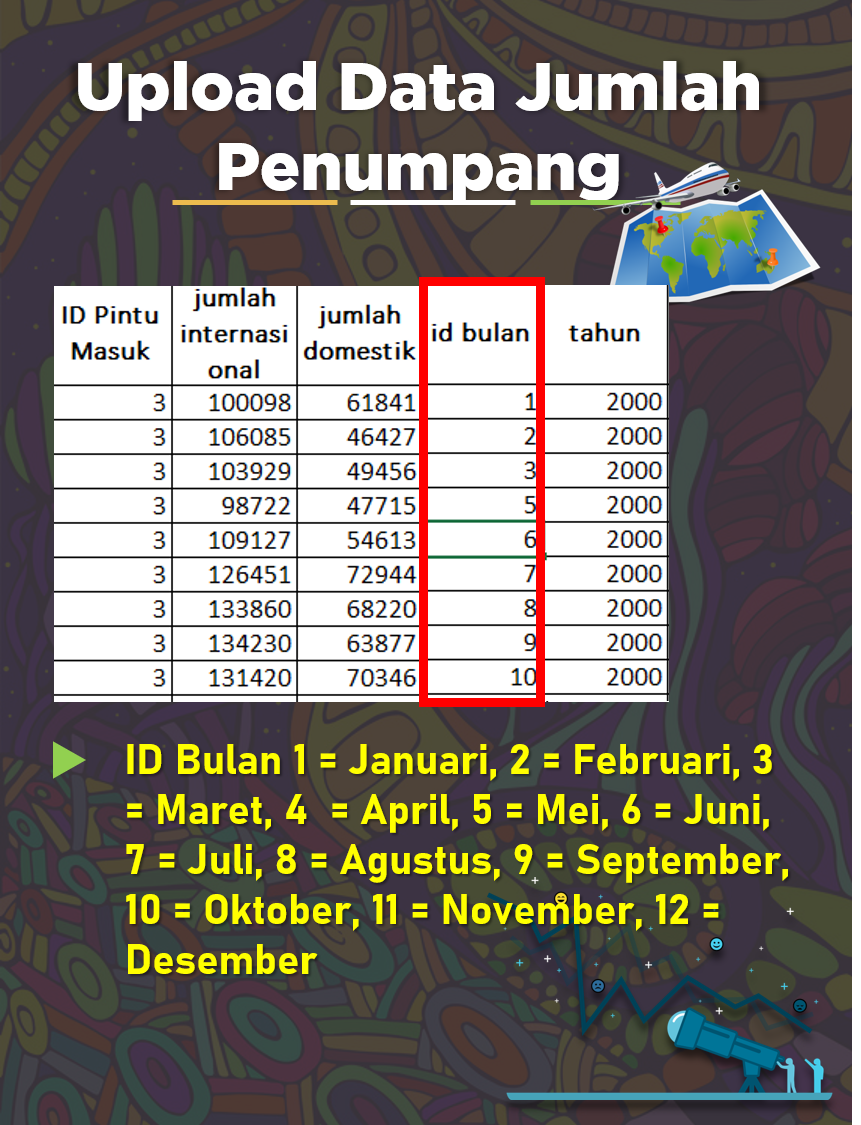 Upload Data Jumlah
Penumpang
ID Pintu Masuk jumlah internasi onal jumlah domestik id bulan tahun
3 100098 61841 1 2000
3 106085 46427 2 2000
3 103929 49456 3 2000
3 98722 47715 5 2000
3 109127 54613 6 2000
3 126451 72944 7 2000
3 133860 68220 8 2000
3 134230 63877 9 2000
3 131420 70346 10 2000
ID Bulan 1 = Januari, 2 = Februari, 3
= Maret, 4 = April, 5 = Mei, 6 = Juni,
7 = Juli, 8 = Agustus, 9 = September,
10 = Oktober, 11 = November, 12 =
Desember